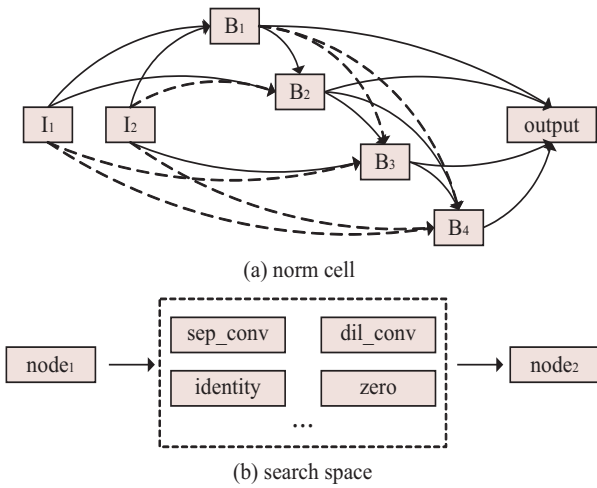 B₁
B₂
I₁ I₂ output
B₃
B₄
(a) norm cell
sep_conv dil_conv
node₁ node₂
identity zero
...
(b) search space